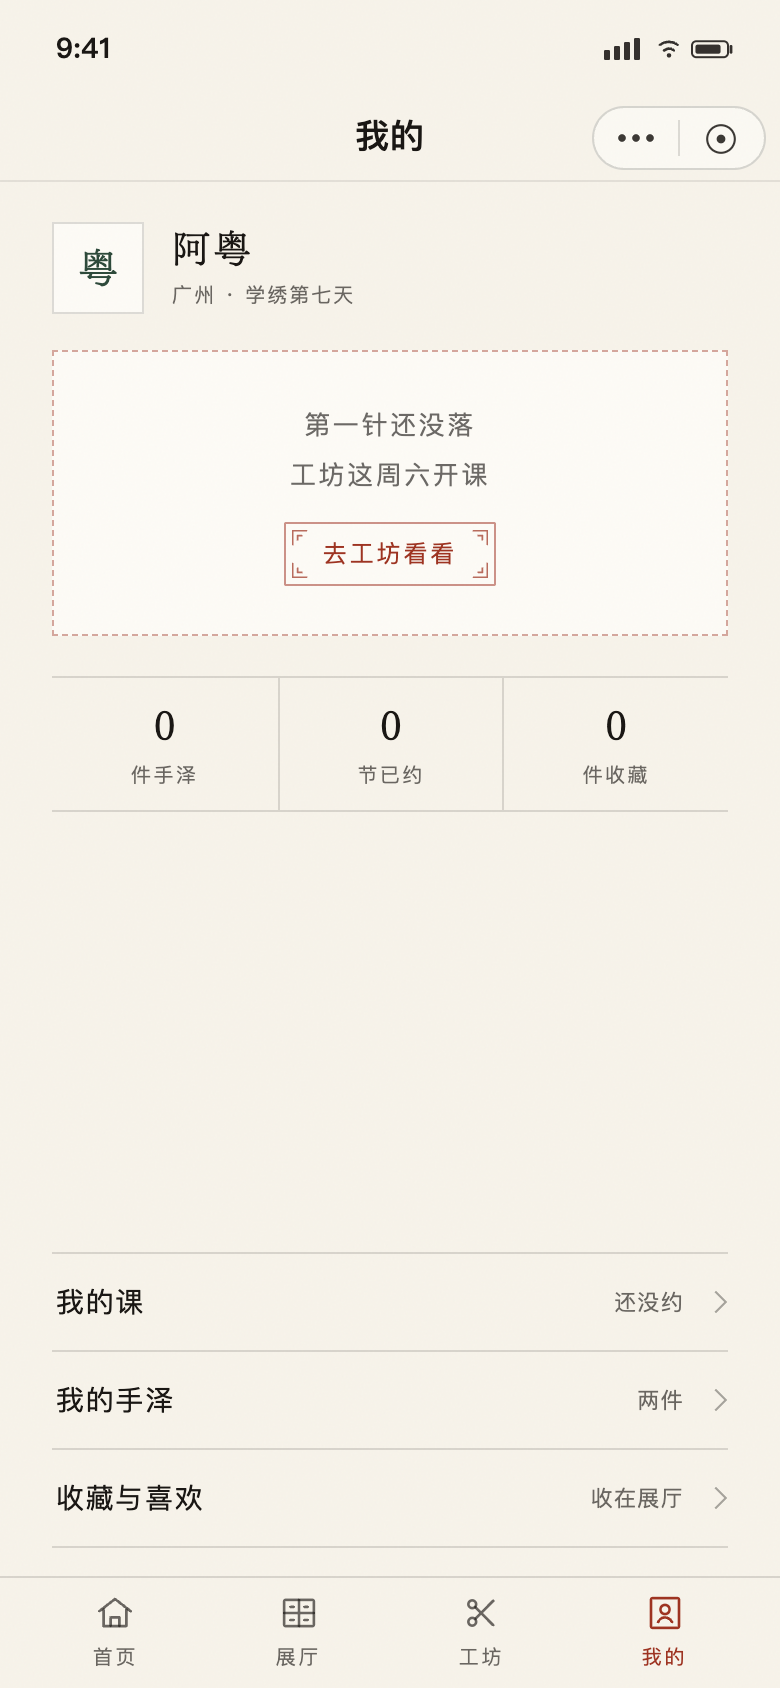 9:41
我的
粤
阿粤
广州 · 学绣第七天
第一针还没落
工坊这周六开课
去工坊看看
0 0 0
件手泽 节已约 件收藏
我的课 还没约
我的手泽 两件
收藏与喜欢 收在展厅
首页 展厅 工坊 我的